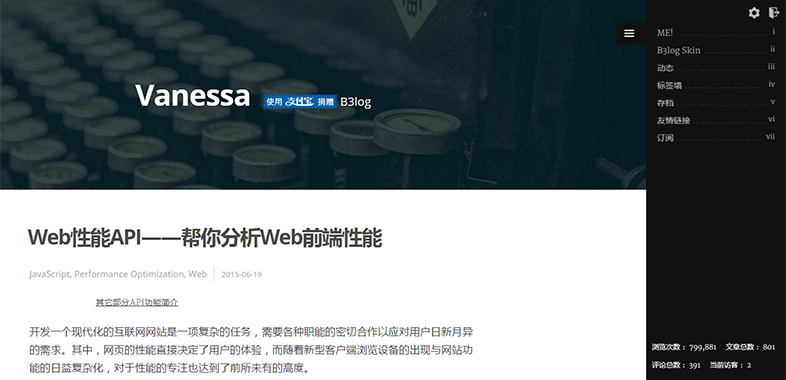 Vanessa 使用 支付宝 捐赠 B3log
Web性能API——帮你分析Web前端性能
JavaScript, Performance Optimization, Web 2015-06-19
其它部分API功能简介
开发一个现代化的互联网网站是一项复杂的任务，需要各种职能的密切合作以应对用户日新月异
的需求。其中，网页的性能直接决定了用户的体验，而随着新型客户端浏览设备的出现与网站功
能的日益复杂化，对于性能的专注也达到了前所未有的高度。
ME! i
B3log Skin ii
动态 iii
标签墙 iv
存档 v
友情链接 vi
订阅 vii
浏览次数： 799,881 文章总数： 801
评论总数： 391 当前访客： 2